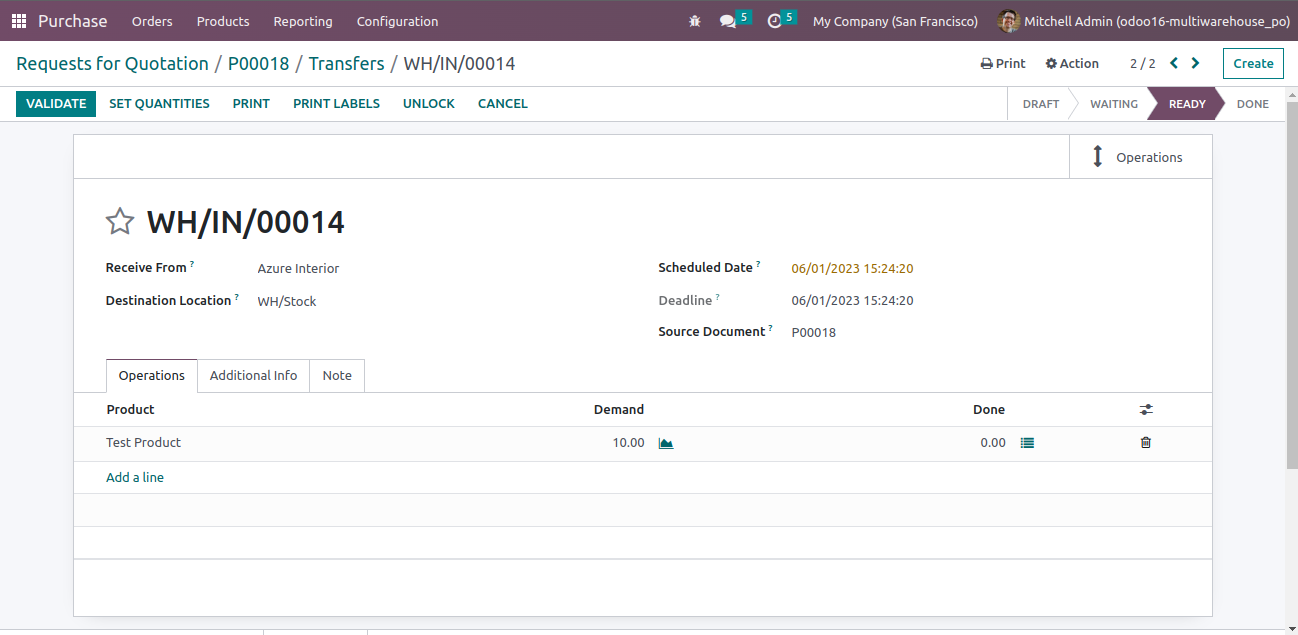 Purchase Orders Products Reporting Configuration 5 5 My Company (San Francisco) Mitchell Admin (odoo16-multiwarehouse_po)
Requests for Quotation / P00018 / Transfers / WH/IN/00014 Print Action 2 / 2 Create
VALIDATE SET QUANTITIES PRINT PRINT LABELS UNLOCK CANCEL DRAFT WAITING READY DONE
Operations
WH/IN/00014
Receive From ? Azure Interior Scheduled Date ? 06/01/2023 15:24:20
Destination Location ? WH/Stock Deadline ? 06/01/2023 15:24:20
Source Document ? P00018
Operations Additional Info Note
Product Demand Done
Test Product 10.00 0.00
Add a line